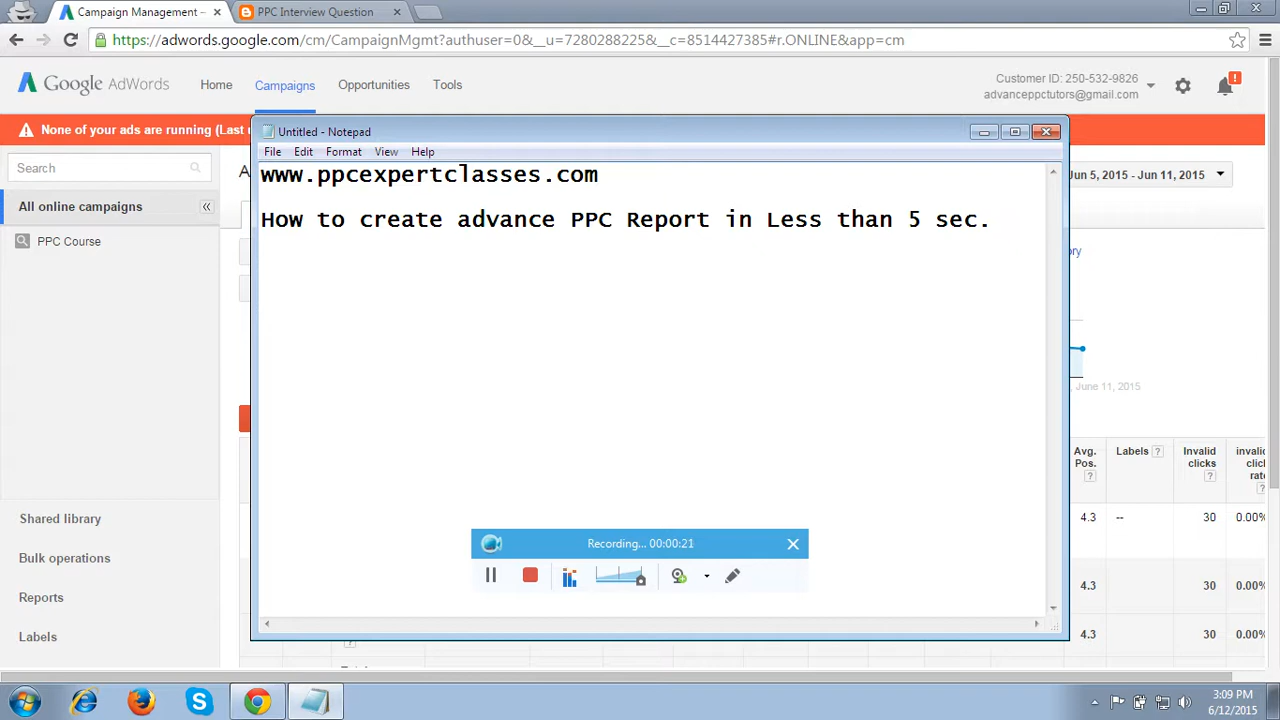 Campaign Management –
PPC Interview Question
https://adwords.google.com/cm/CampaignMgmt?authuser=0&__u=7280288225&__c=8514427385#r.ONLINE&app=cm
Google AdWords
Home
Campaigns
Opportunities
Tools
Customer ID: 250-532-9826
advanceppctutors@gmail.com
!
None of your ads are running (Last
Search
All online campaigns
PPC Course
Shared library
Bulk operations
Reports
Labels
Jun 5, 2015 - Jun 11, 2015
Untitled - Notepad
File Edit Format View Help
www.ppcexpertclasses.com
How to create advance PPC Report in Less than 5 sec.
Recording... 00:00:21
June 11, 2015
Avg. Pos. ?
Labels ?
Invalid clicks ?
4.3 -- 30 0.00%
4.3 30 0.00%
4.3 30 0.00%
3:09 PM
6/12/2015